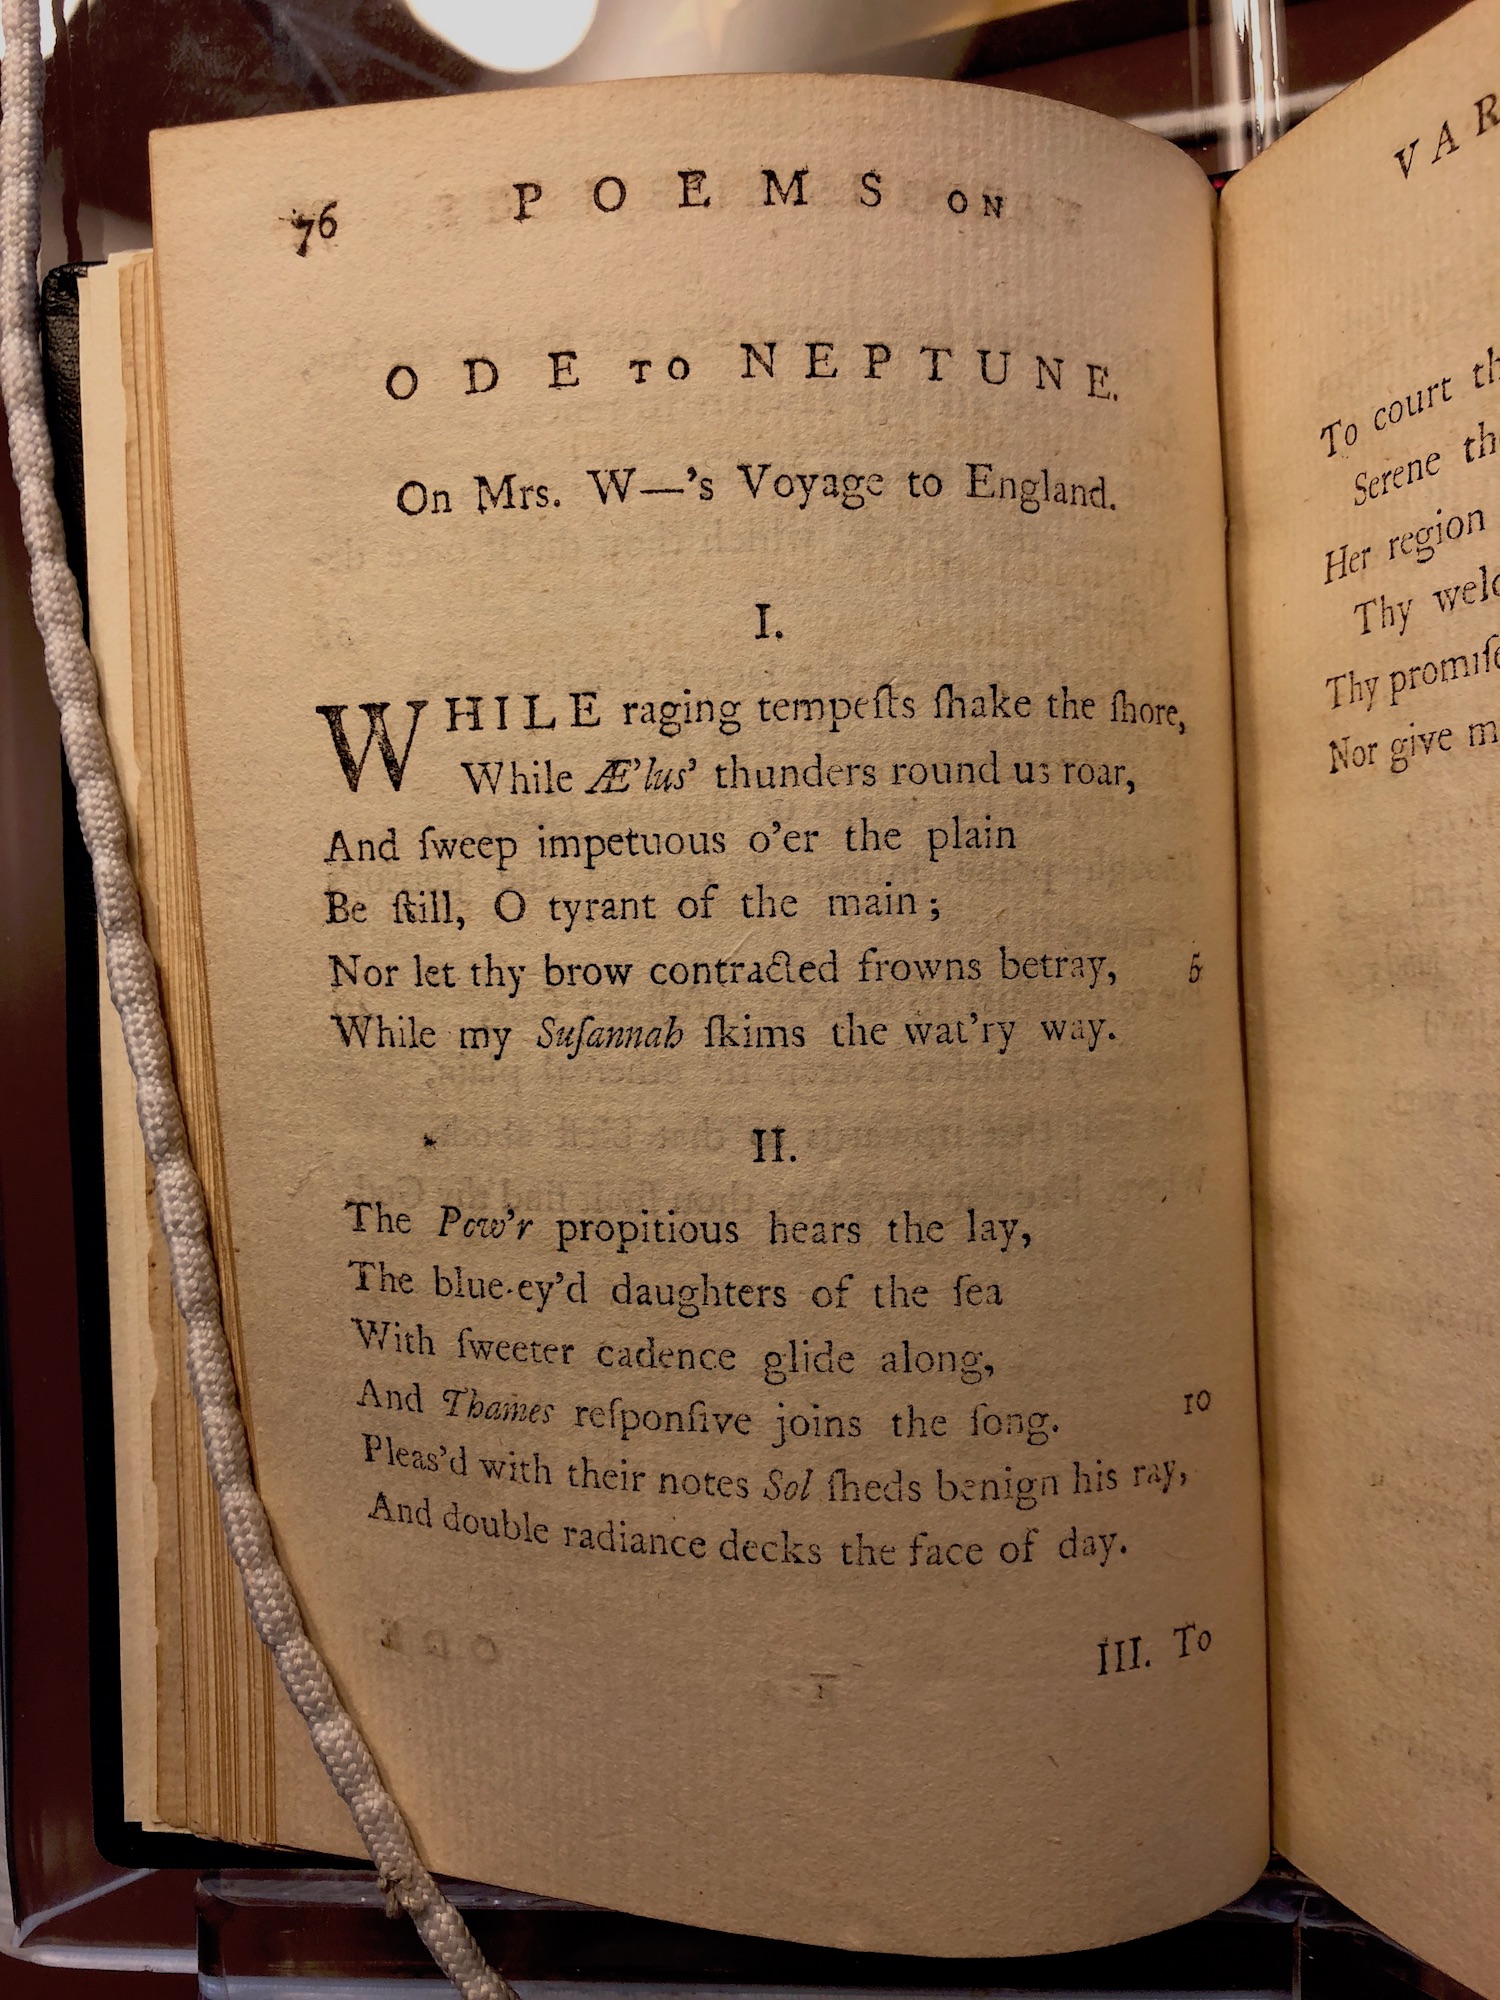 76 POEMS ON
ODE TO NEPTUNE.
On Mrs. W—'s Voyage to England.
I.
WHILE raging tempeſts ſhake the ſhore,
While Æ'lus' thunders round us roar,
And ſweep impetuous o'er the plain
Be ſtill, O tyrant of the main;
Nor let thy brow contracted frowns betray, 5
While my Suſannah ſkims the wat'ry way.
II.
The Pow'r propitious hears the lay,
The blue-ey'd daughters of the ſea
With ſweeter cadence glide along,
And Thames reſponſive joins the ſong. 10
Pleas'd with their notes Sol ſheds benign his ray,
And double radiance decks the face of day.
III. To
VAR
To court th
Serene th
Her region
Thy welc
Thy promiſe
Nor give m